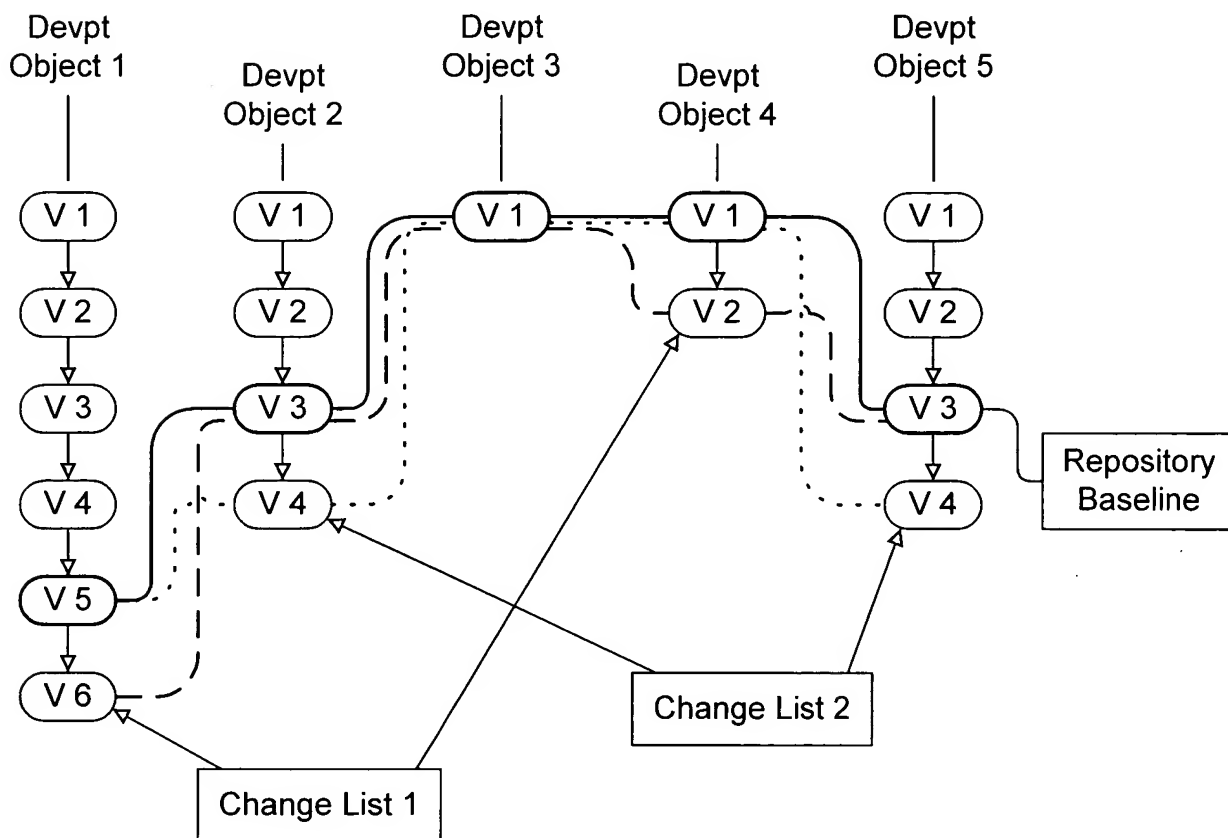 Devpt
Object 1
Devpt
Object 2
Devpt
Object 3
Devpt
Object 4
Devpt
Object 5
V 1
V 1
V 1
V 1
V 1
V 2
V 2
V 2
V 2
V 3
V 3
V 3
V 4
V 4
V 4
Repository
Baseline
V 5
V 6
Change List 2
Change List 1